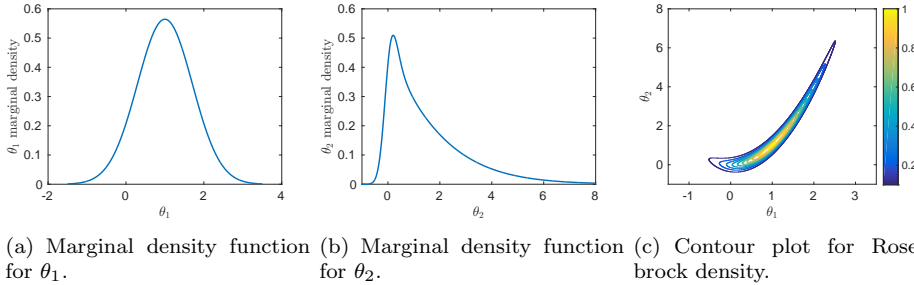 0.6
0.5
0.4
0.3
0.2
0.1
0
-2 0 2 4
θ1 marginal density
θ1
0.6
0.5
0.4
0.3
0.2
0.1
0
0 2 4 6 8
θ2 marginal density
θ2
8
6
4
2
0
-1 0 1 2 3
θ2
θ1
1
0.8
0.6
0.4
0.2
(a) Marginal density function
for θ1.
(b) Marginal density function
for θ2.
(c) Contour plot for Rose
brock density.